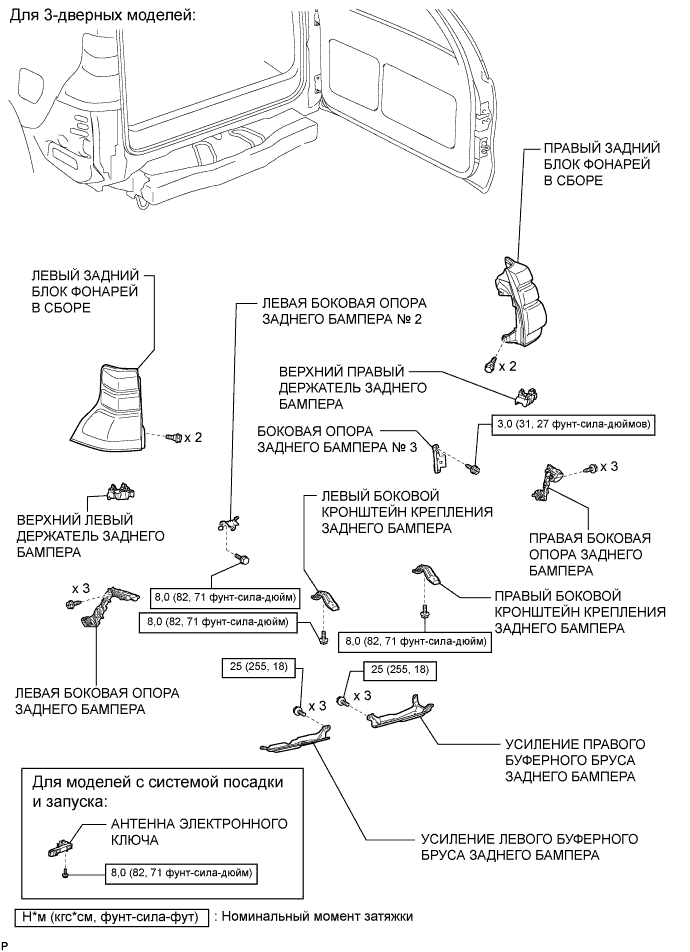 Для 3-дверных моделей:
ПРАВЫЙ ЗАДНИЙ
БЛОК ФОНАРЕЙ
В СБОРЕ
ЛЕВЫЙ ЗАДНИЙ
БЛОК ФОНАРЕЙ
В СБОРЕ
ЛЕВАЯ БОКОВАЯ ОПОРА
ЗАДНЕГО БАМПЕРА № 2
x 2
ВЕРХНИЙ ПРАВЫЙ
ДЕРЖАТЕЛЬ ЗАДНЕГО
БАМПЕРА
3,0 (31, 27 фунт-сила-дюймов)
БОКОВАЯ ОПОРА
ЗАДНЕГО БАМПЕРА № 3
x 2
x 3
ЛЕВЫЙ БОКОВОЙ
КРОНШТЕЙН КРЕПЛЕНИЯ
ЗАДНЕГО БАМПЕРА
ВЕРХНИЙ ЛЕВЫЙ
ДЕРЖАТЕЛЬ ЗАДНЕГО
БАМПЕРА
ПРАВАЯ БОКОВАЯ
ОПОРА ЗАДНЕГО
БАМПЕРА
x 3
8,0 (82, 71 фунт-сила-дюйм)
ПРАВЫЙ БОКОВОЙ
КРОНШТЕЙН КРЕПЛЕНИЯ
ЗАДНЕГО БАМПЕРА
8,0 (82, 71 фунт-сила-дюйм)
8,0 (82, 71 фунт-сила-дюйм)
25 (255, 18)
25 (255, 18)
ЛЕВАЯ БОКОВАЯ ОПОРА
ЗАДНЕГО БАМПЕРА
x 3
x 3
УСИЛЕНИЕ ПРАВОГО
БУФЕРНОГО БРУСА
ЗАДНЕГО БАМПЕРА
Для моделей с системой посадки
и запуска:
АНТЕННА ЭЛЕКТРОННОГО
КЛЮЧА
УСИЛЕНИЕ ЛЕВОГО БУФЕРНОГО
БРУСА ЗАДНЕГО БАМПЕРА
8,0 (82, 71 фунт-сила-дюйм)
Н*м (кгс*см, фунт-сила-фут) : Номинальный момент затяжки
P